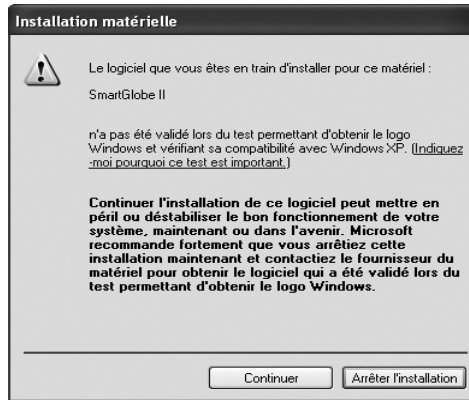 Installation matérielle
Le logiciel que vous êtes en train d'installer pour ce matériel :
SmartGlobe II
n'a pas été validé lors du test permettant d'obtenir le logo
Windows et vérifiant sa compatibilité avec Windows XP. (Indiquez
-moi pourquoi ce test est important.)
Continuer l'installation de ce logiciel peut mettre en
péril ou déstabiliser le bon fonctionnement de votre
système, maintenant ou dans l'avenir. Microsoft
recommande fortement que vous arrêtiez cette
installation maintenant et contactiez le fournisseur du
matériel pour obtenir le logiciel qui a été validé lors du
test permettant d'obtenir le logo Windows.
Continuer
Arrêter l'installation